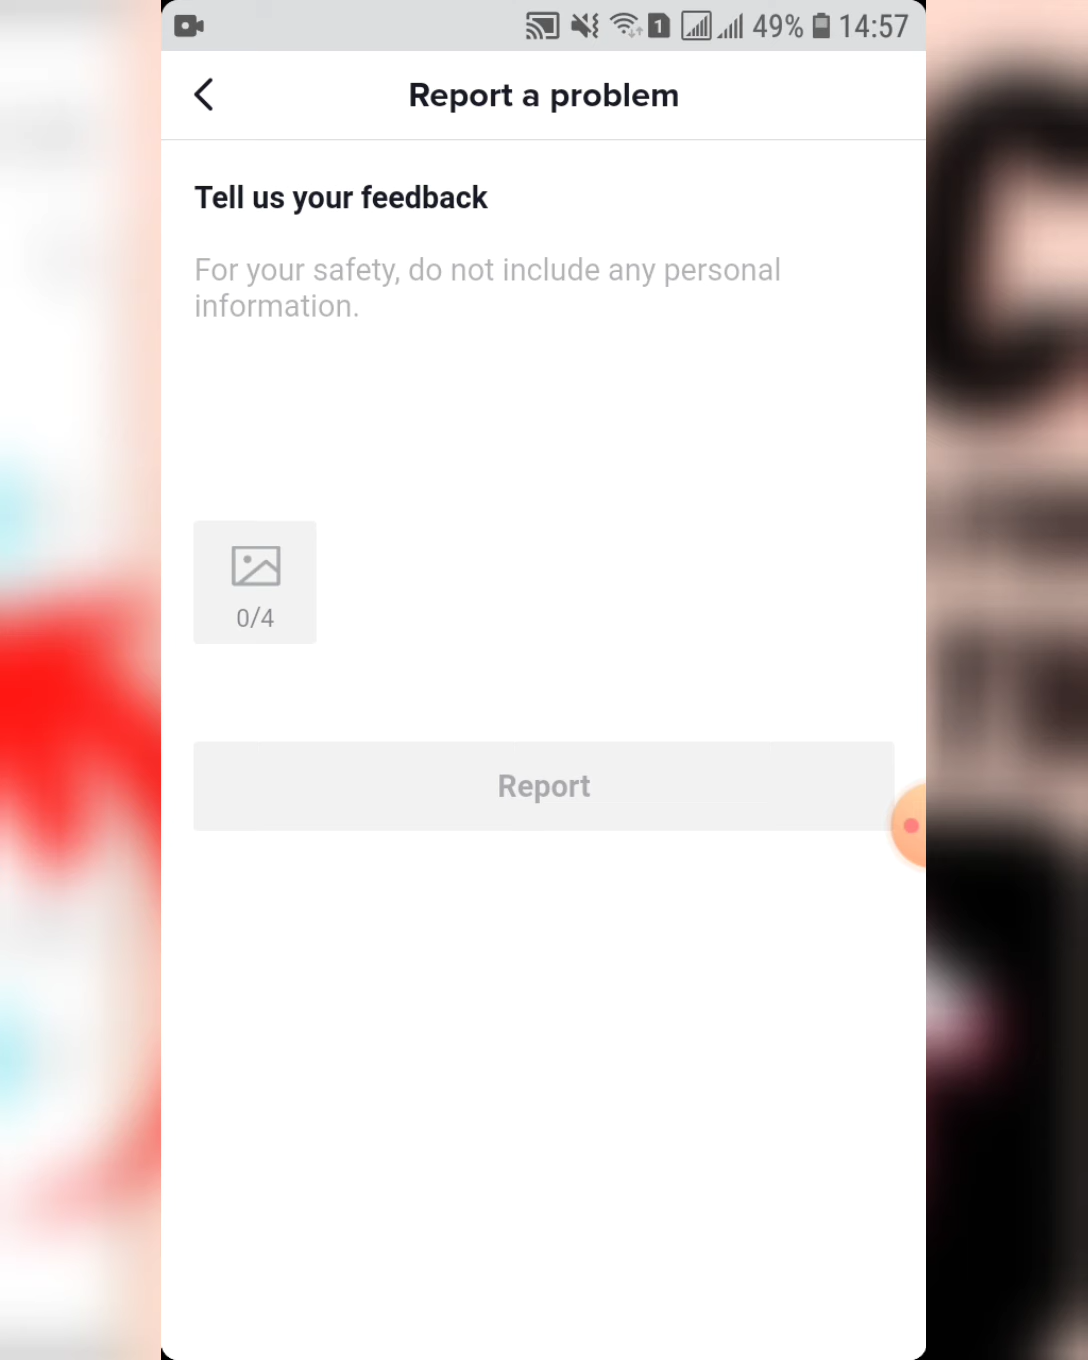 1 49% 14:57
Report a problem
Tell us your feedback
For your safety, do not include any personal
information.
0/4
Report